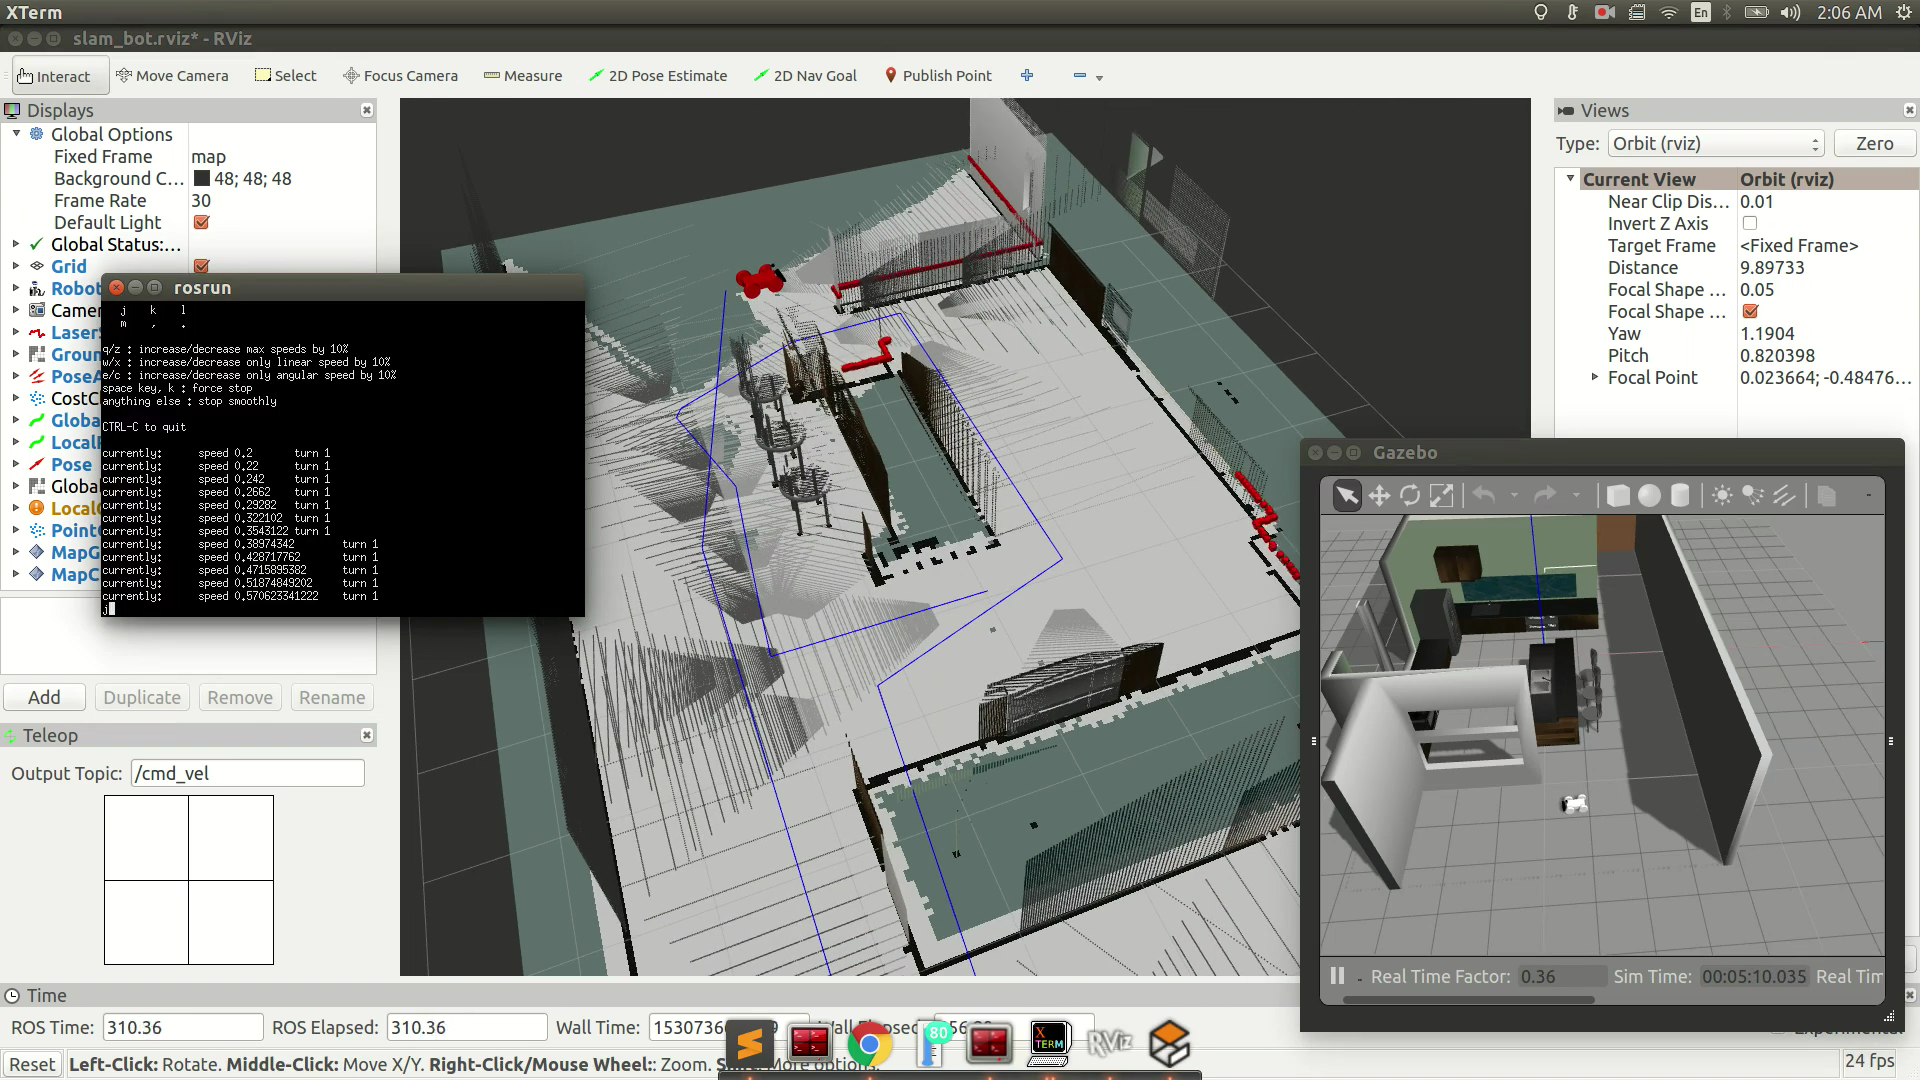 XTerm
En
2:06 AM
slam_bot.rviz* - RViz
Interact
Move Camera
Select
Focus Camera
Measure
2D Pose Estimate
2D Nav Goal
Publish Point
Displays
Global Options
Fixed Frame map
Background C... 48; 48; 48
Frame Rate 30
Default Light
Global Status:...
Grid
Robot
Camer
LaserS
Groun
PoseA
CostC
Globa
Pose
Globa
PointC
MapG
MapC
rosrun
j k l
m , .
q/z : increase/decrease max speeds by 10%
w/x : increase/decrease only linear speed by 10%
e/c : increase/decrease only angular speed by 10%
space key, k : force stop
anything else : stop smoothly
CTRL-C to quit
currently: speed 0.2 turn 1
currently: speed 0.22 turn 1
currently: speed 0.242 turn 1
currently: speed 0.2662 turn 1
currently: speed 0.29282 turn 1
currently: speed 0.322102 turn 1
currently: speed 0.3543122 turn 1
currently: speed 0.38974342 turn 1
currently: speed 0.428717762 turn 1
currently: speed 0.4715895382 turn 1
currently: speed 0.51874849202 turn 1
currently: speed 0.570623341222 turn 1
j
Add
Duplicate
Remove
Rename
Teleop
Output Topic: /cmd_vel
Views
Type: Orbit (rviz)
Zero
Current View Orbit (rviz)
Near Clip Dis... 0.01
Invert Z Axis
Target Frame <Fixed Frame>
Distance 9.89733
Focal Shape ... 0.05
Focal Shape ...
Yaw 1.1904
Pitch 0.820398
Focal Point 0.023664; -0.48476...
Gazebo
Real Time Factor: 0.36 Sim Time: 00:05:10.035 Real Tim
Time
ROS Time: 310.36
ROS Elapsed: 310.36
Wall Time: 1530736
80
X TERM
RViz
Reset
Left-Click: Rotate. Middle-Click: Move X/Y. Right-Click/Mouse Wheel:: Zoom. More options.
24 fps